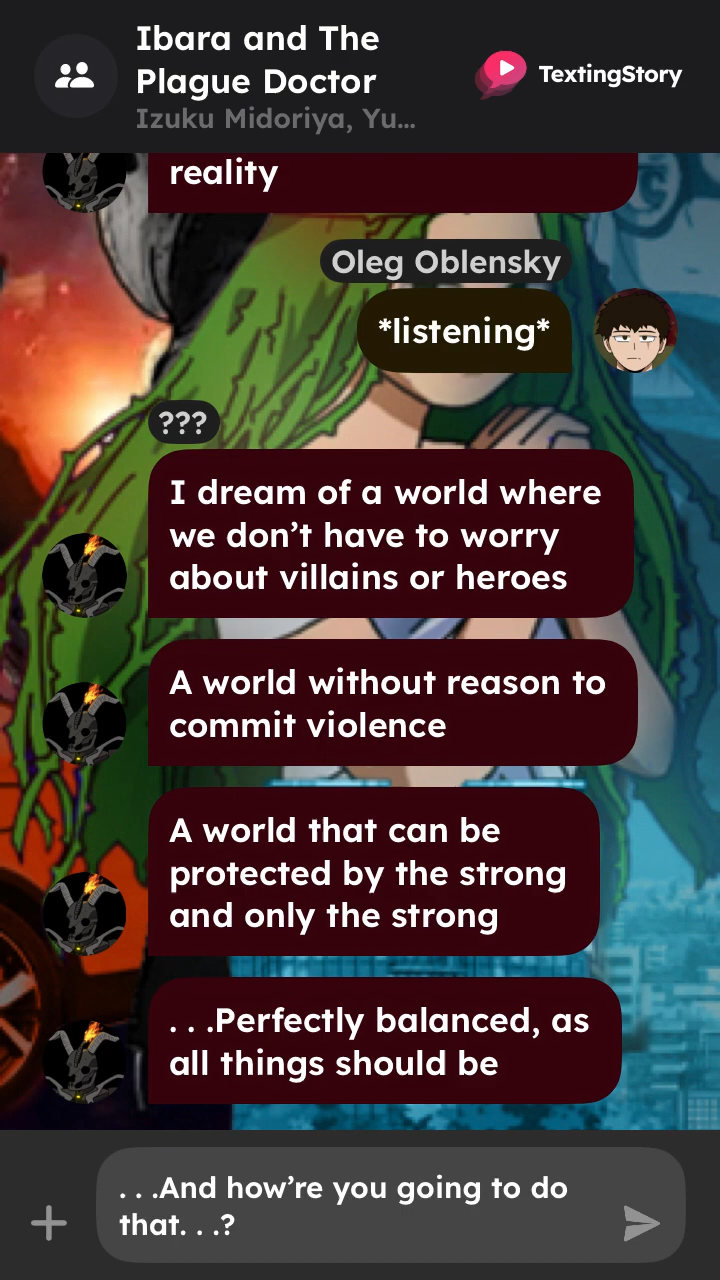 Ibara and The
Plague Doctor
Izuku Midoriya, Yu...
TextingStory
reality
Oleg Oblensky
*listening*
???
I dream of a world where
we don’t have to worry
about villains or heroes
A world without reason to
commit violence
A world that can be
protected by the strong
and only the strong
. . .Perfectly balanced, as
all things should be
. . .And how’re you going to do
that. . .?